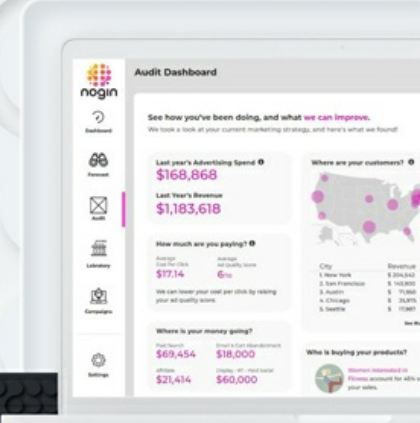 nogin
Dashboard
Forecast
Audit
Laboratory
Campaigns
Settings
Audit Dashboard
See how you've been doing, and what we can improve.
We took a look at your current marketing strategy, and here's what we found!
Last year's Advertising Spend
$168,868
Last Year's Revenue
$1,183,618
How much are you paying?
Average
Cost Per Click
$17.14
Average
Ad Quality Score
6/10
We can lower your cost per click by raising
your ad quality score.
Where is your money going?
Paid Search
$69,454
Email & Cart Abandonment
$18,000
Affiliate
$21,414
$60,000
Where are your customers?
City Revenue
1. New York
2. San Francisco
3. Austin
4. Chicago
5. Seattle
Who is buying your products?
Women interested in
Fitness account for 45%
your sales.